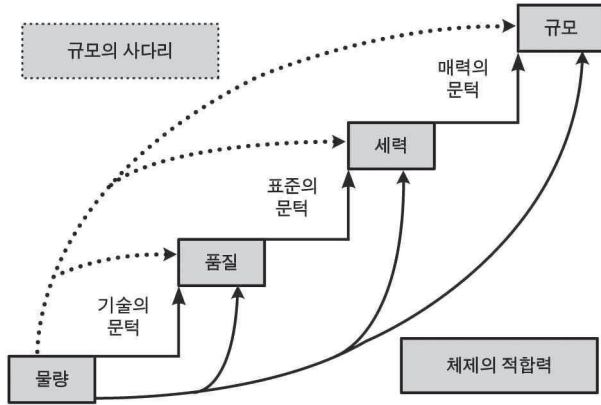 규모
규모의 사다리
매력의
문턱
세력
표준의
문턱
품질
기술의
문턱
체제의 적합력
물량